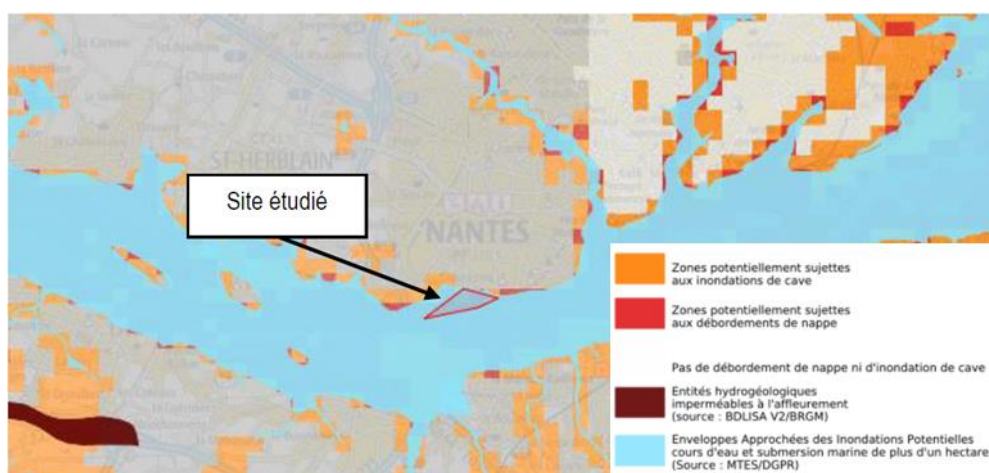 ST-HERBLAIN
Site étudié
NANTES
Zones potentiellement sujettes
aux inondations de cave
Zones potentiellement sujettes
aux débordements de nappe
Pas de débordement de nappe ni d'inondation de cave
Entités hydrogéologiques
imperméables à l'affleurement
(source : BDLISA V2/BRGM)
Enveloppes Approchées des Inondations Potentielles
cours d'eau et submersion marine de plus d'un hectare
(Source : MTES/DGPR)